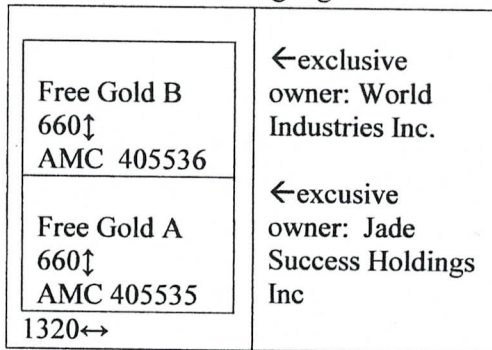 Free Gold B
660↕
AMC 405536
Free Gold A
660↕
AMC 405535
1320↔
←exclusive
owner: World
Industries Inc.
←excusive
owner: Jade
Success Holdings
Inc